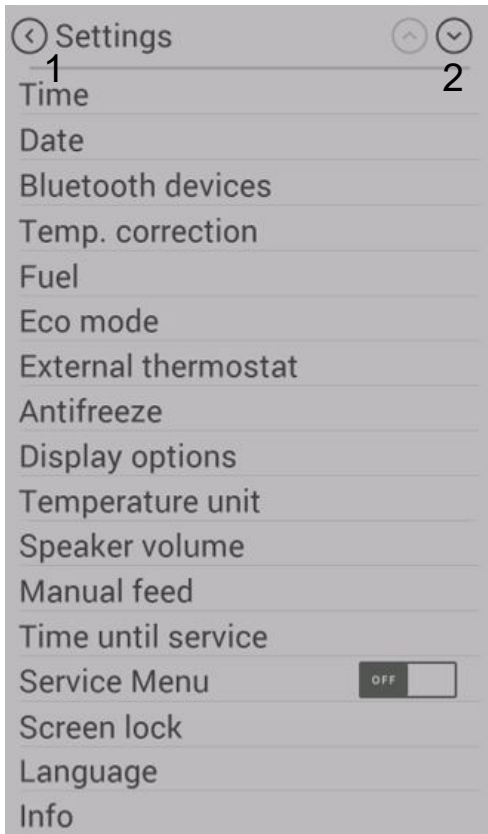 Settings
1
2
Time
Date
Bluetooth devices
Temp. correction
Fuel
Eco mode
External thermostat
Antifreeze
Display options
Temperature unit
Speaker volume
Manual feed
Time until service
Service Menu OFF
Screen lock
Language
Info